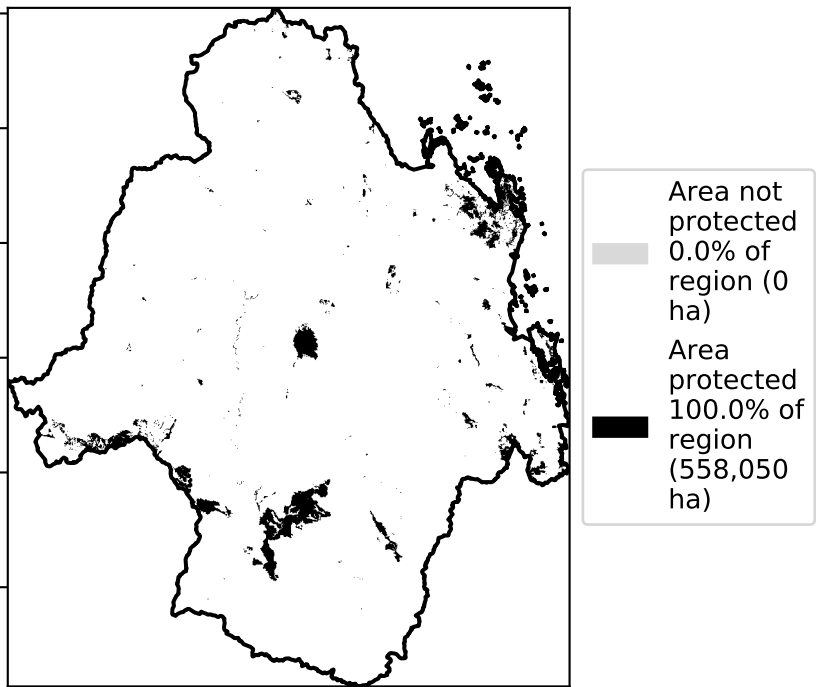 Area not
protected
0.0% of
region (0
ha)
Area
protected
100.0% of
region
(558,050
ha)